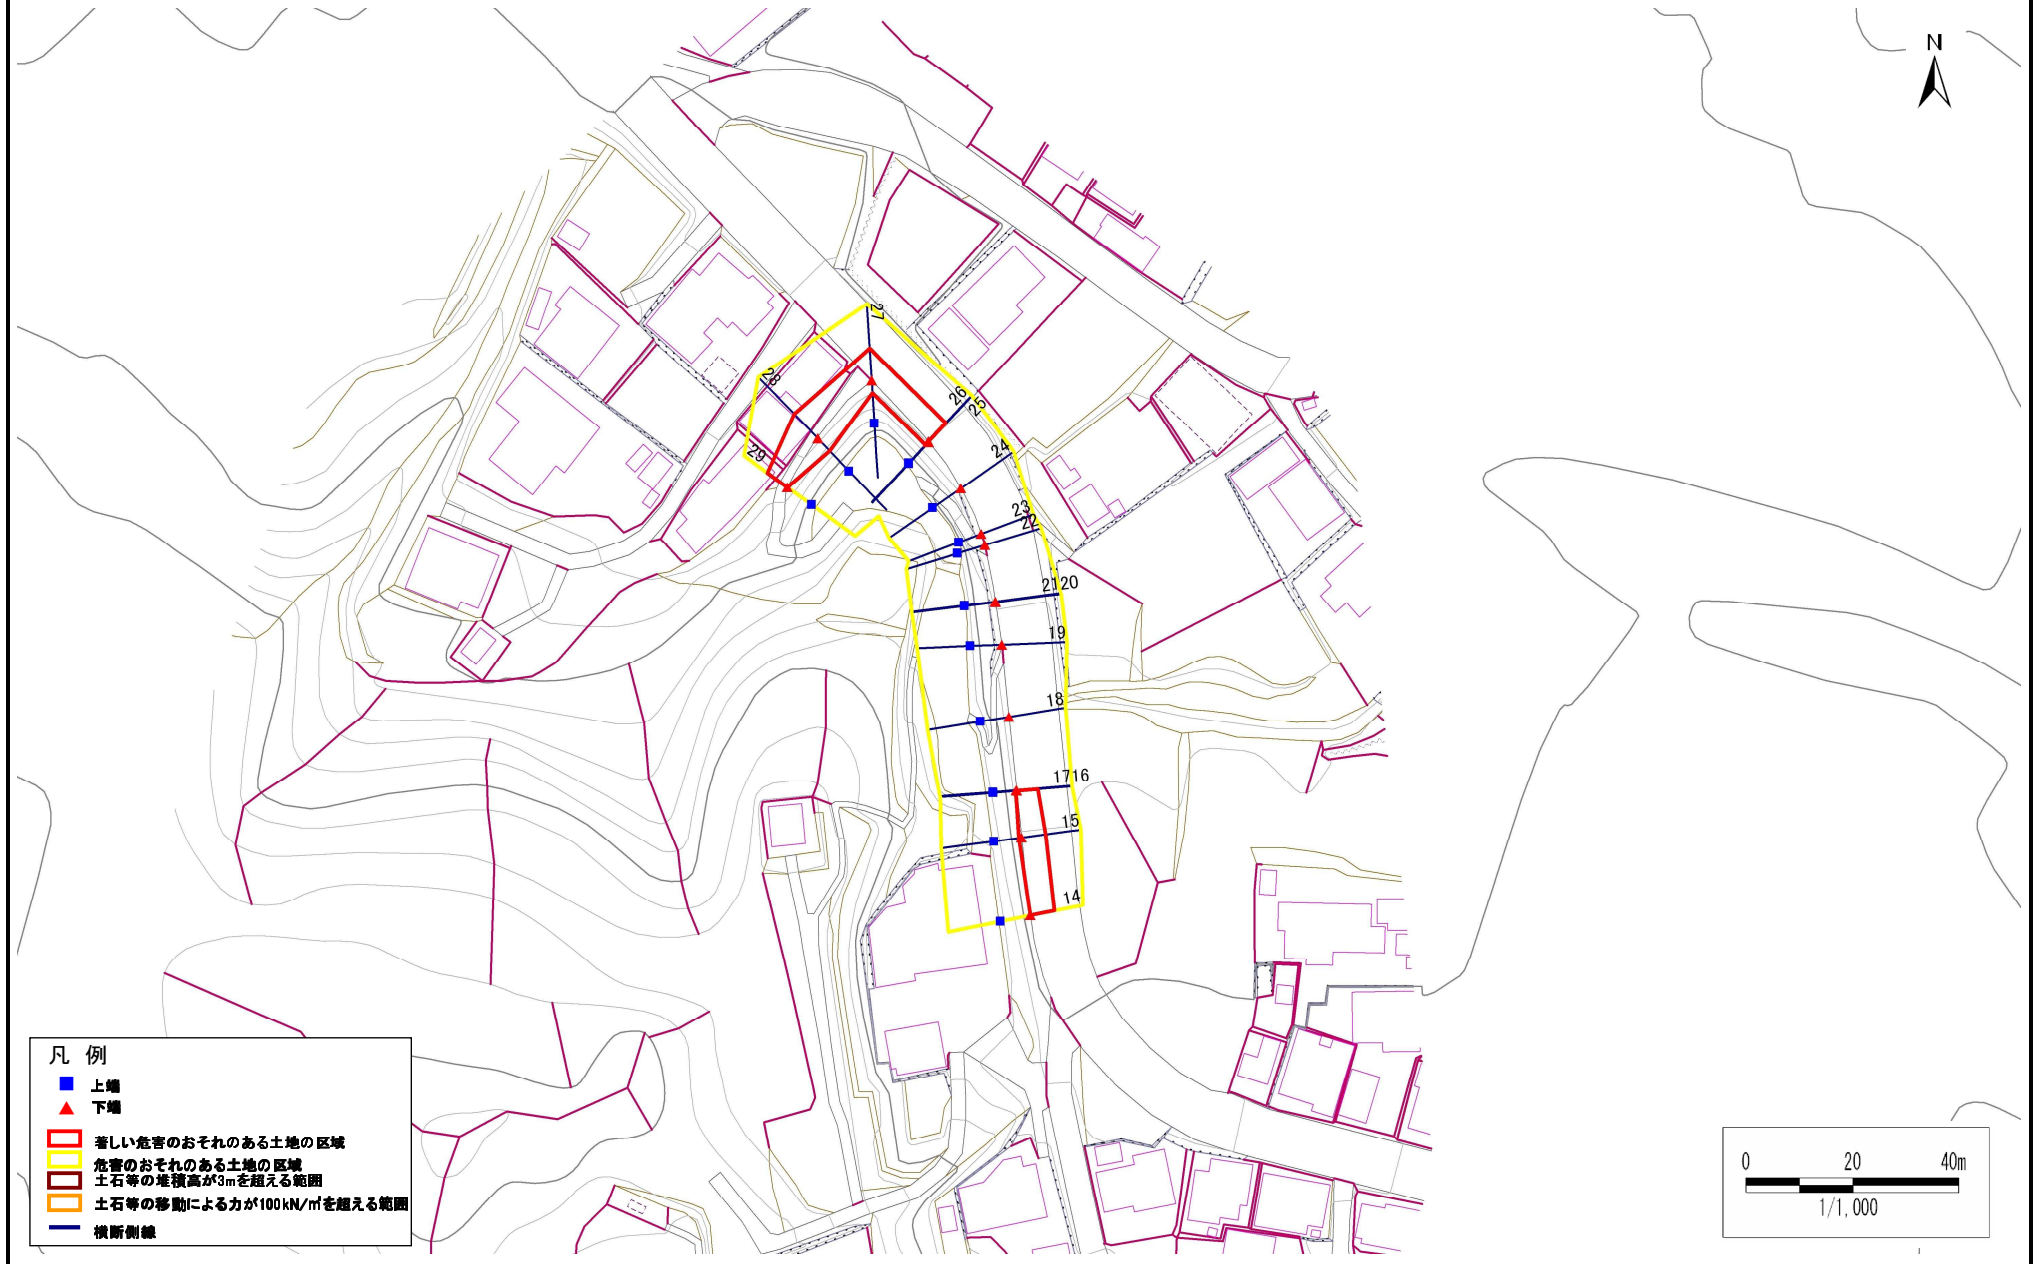 N
27
28
26
25
29
24
23
22
2120
19
18
1716
15
14
凡 例
上端
下端
著しい危害のおそれのある土地の区域
危害のおそれのある土地の区域
土石等の堆積高が3mを超える範囲
土石等の移動による力が100kN/㎡を超える範囲
横断側線
0 20 40m
1/1,000